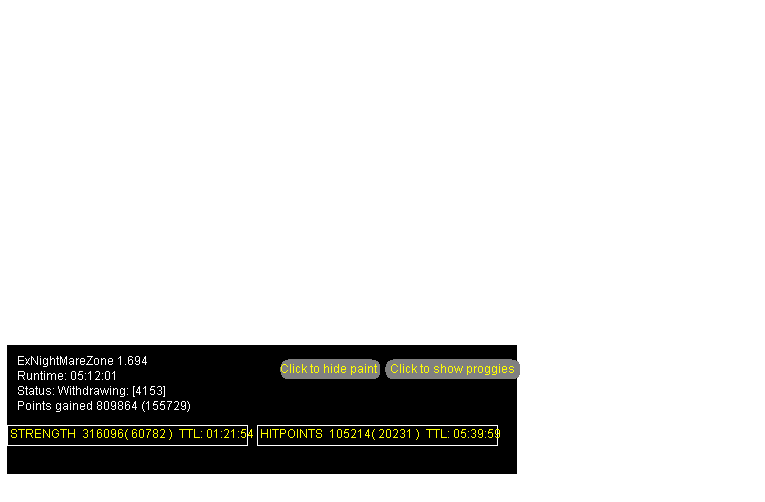 ExNightMareZone 1.694
Click to hide paint
Click to show proggies
Runtime: 05:12:01
Status: Withdrawing: [4153]
Points gained 809864 (155729)
STRENGTH 316096( 60782 ) TTL: 01:21:54
HITPOINTS 105214( 20231 ) TTL: 05:39:59